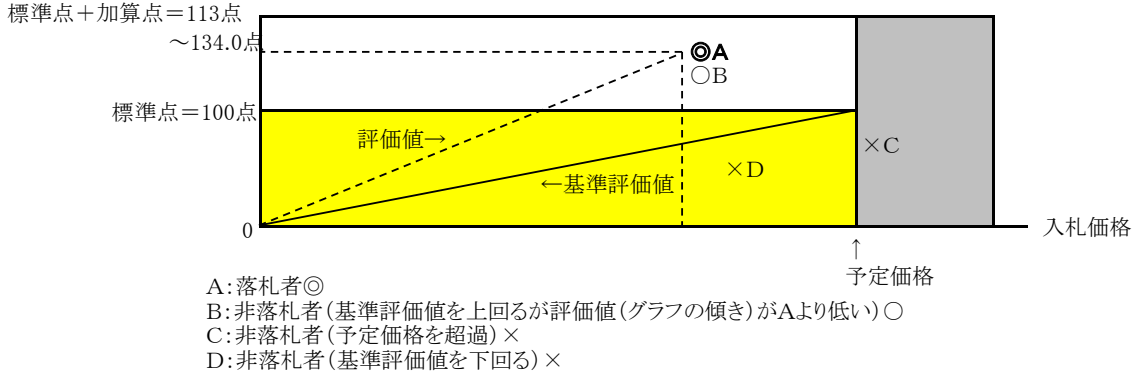 標準点+加算点=113点
~134.0点
◎A
○B
標準点=100点
評価値→
×C
×D
←基準評価値
0
入札価格
↑
予定価格
A:落札者◎
B:非落札者(基準評価値を上回るが評価値(グラフの傾き)がAより低い)○
C:非落札者(予定価格を超過)×
D:非落札者(基準評価値を下回る)×